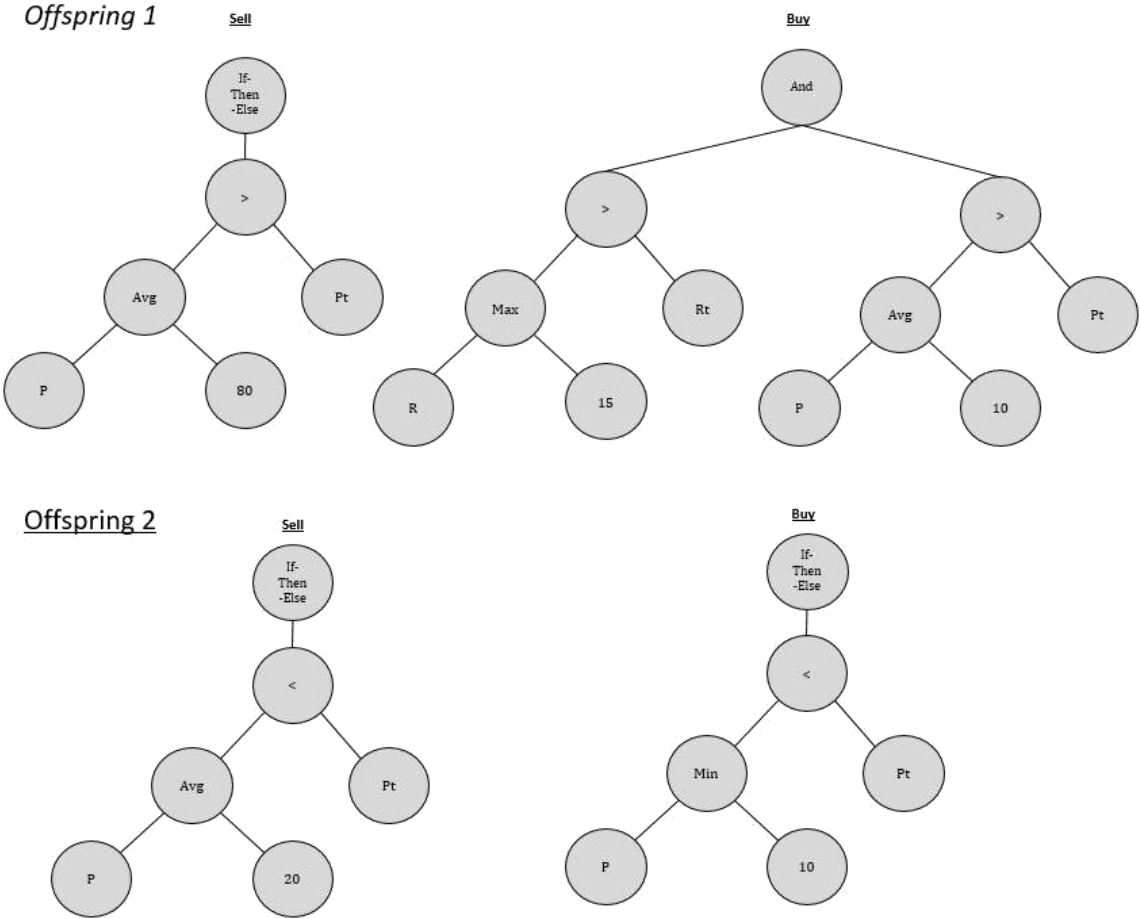 Offspring 1
Sell
Buy
If-
Then
-Else
And
>
>
>
Avg
Pt
Max
Rt
Avg
Pt
P
80
R
15
P
10
Offspring 2
Sell
Buy
If-
Then
-Else
If-
Then
-Else
<
<
Avg
Pt
Min
Pt
P
20
P
10